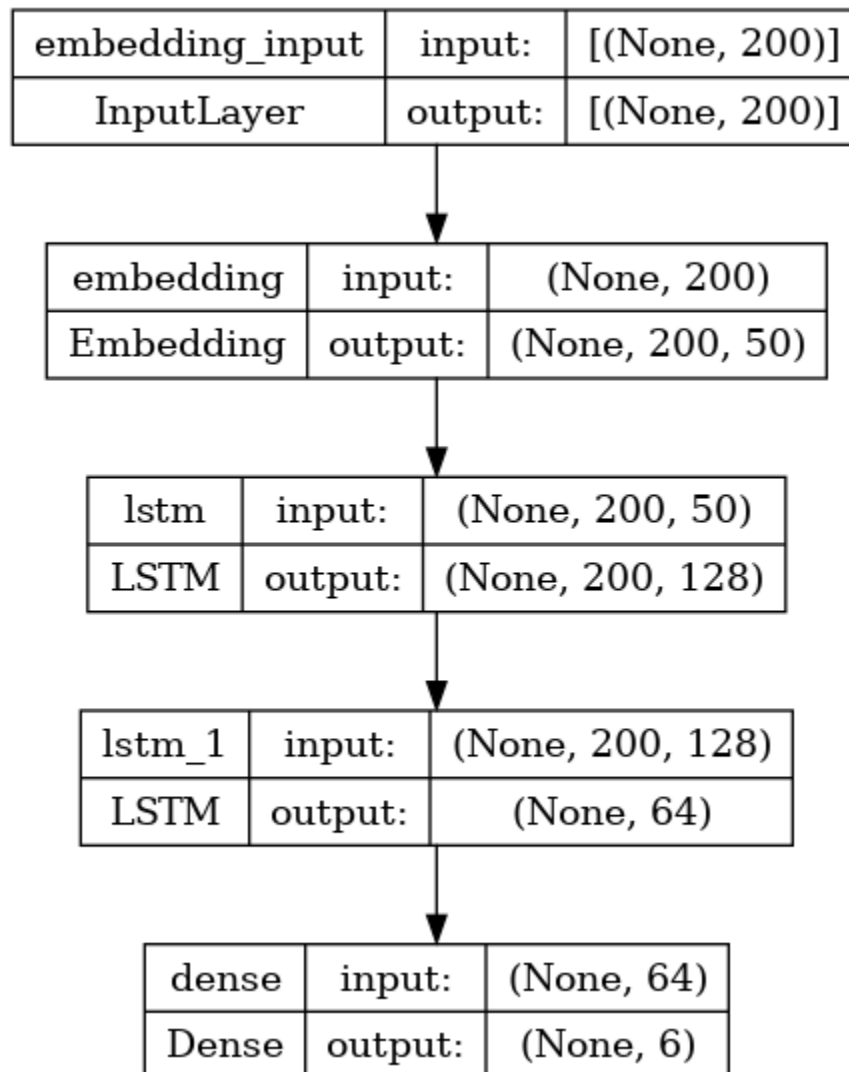 embedding_input input: [(None, 200)]
InputLayer output: [(None, 200)]
embedding input: (None, 200)
Embedding output: (None, 200, 50)
lstm input: (None, 200, 50)
LSTM output: (None, 200, 128)
lstm_1 input: (None, 200, 128)
LSTM output: (None, 64)
dense input: (None, 64)
Dense output: (None, 6)